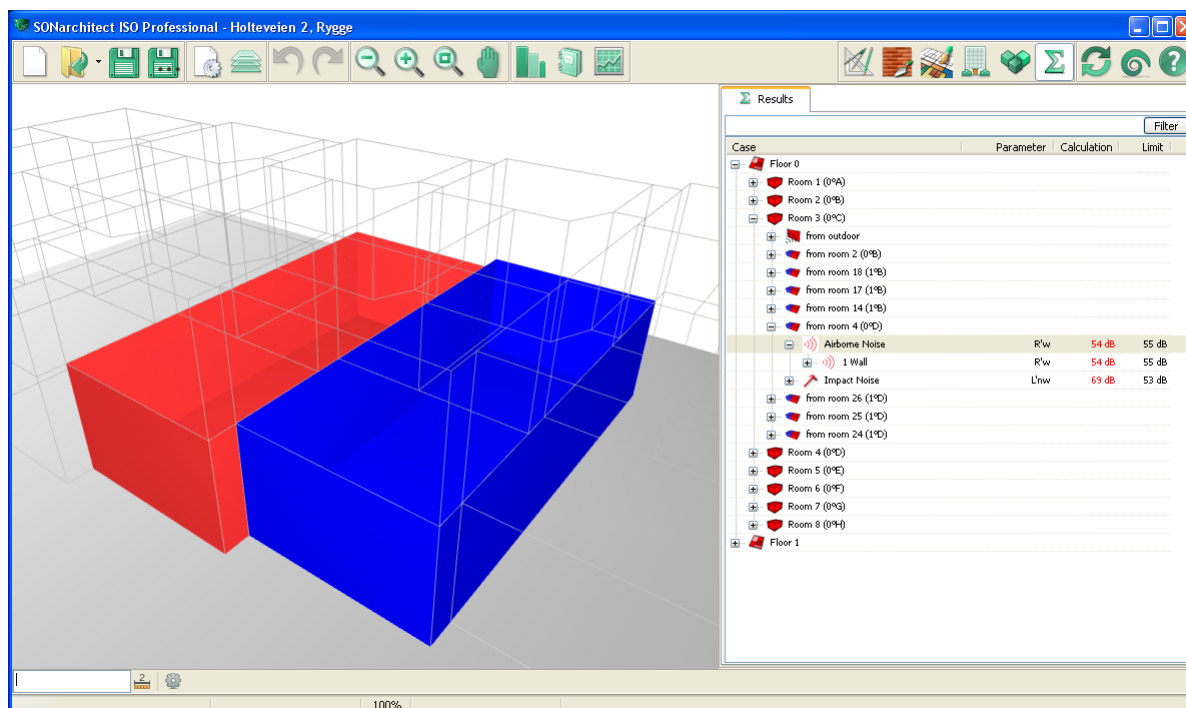 SONarchitect ISO Professional - Holteveien 2, Rygge
Results
Filter
Case Parameter Calculation Limit
Floor 0
Room 1 (0ºA)
Room 2 (0ºB)
Room 3 (0ºC)
from outdoor
from room 2 (0ºB)
from room 18 (1ºB)
from room 17 (1ºB)
from room 14 (1ºB)
from room 4 (0ºD)
Airborne Noise R'w 54 dB 55 dB
1 Wall R'w 54 dB 55 dB
Impact Noise L'nw 69 dB 53 dB
from room 26 (1ºD)
from room 25 (1ºD)
from room 24 (1ºD)
Room 4 (0ºD)
Room 5 (0ºE)
Room 6 (0ºF)
Room 7 (0ºG)
Room 8 (0ºH)
Floor 1
2
100%